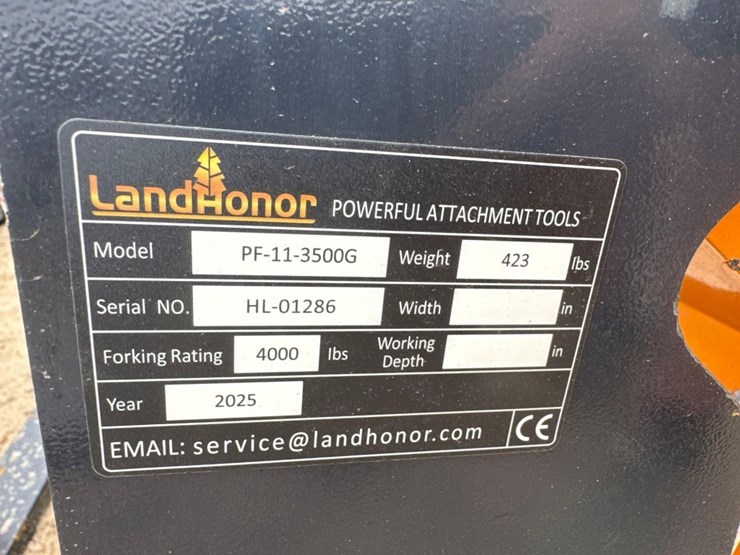 LandHonor POWERFUL ATTACHMENT TOOLS
Model PF-11-3500G Weight 423 lbs
Serial NO. HL-01286 Width in
Forking Rating 4000 lbs Working Depth in
Year 2025
EMAIL: service@landhonor.com CE